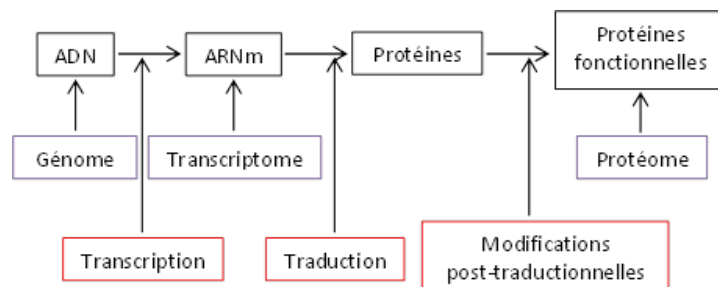 ADN
ARNm
Protéines
Protéines
fonctionnelles
Génome
Transcriptome
Protéome
Transcription
Traduction
Modifications
post-traductionnelles